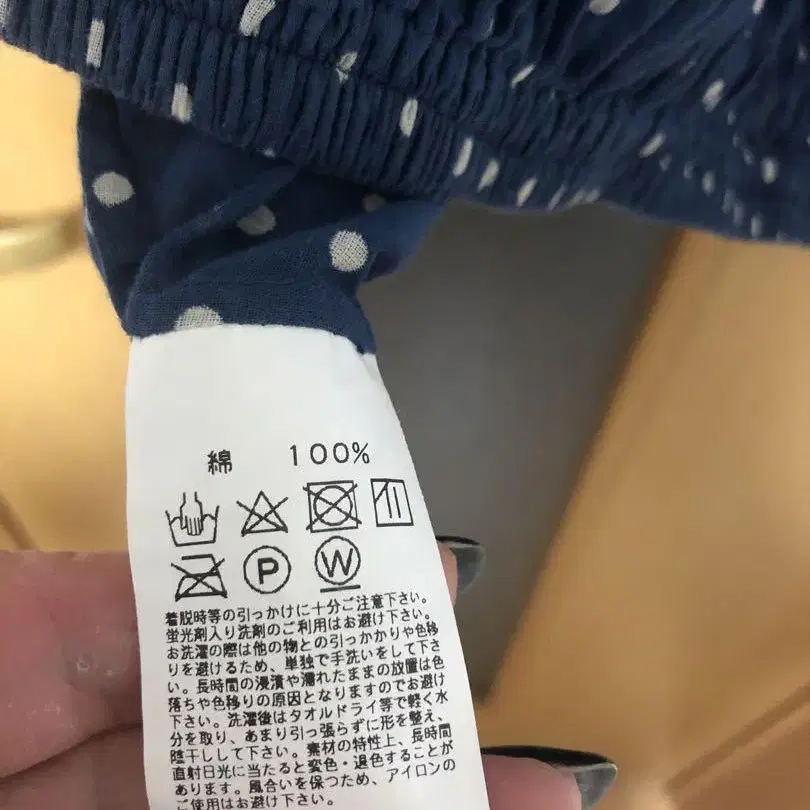 綿 100%
P W
着脱時等の引っかけに十分ご注意下さい。
蛍光剤入り洗剤のご利用はお避け下さい。
お洗濯の際は他の物との引っかかりや色移
りを避けるため、単独で手洗いをして下さ
い。長時間の浸漬や濡れたままの放置は色
落ちや色移りの原因となりますのでお避け
下さい。洗濯後はタオルドライ等で軽く水
分を取り、あまり引っ張らずに形を整え、
陰干しして下さい。素材の特性上、長時間
直射日光に当たると変色・退色することが
あります。風合いを保つため、アイロンの
ご使用はお避け下さい。